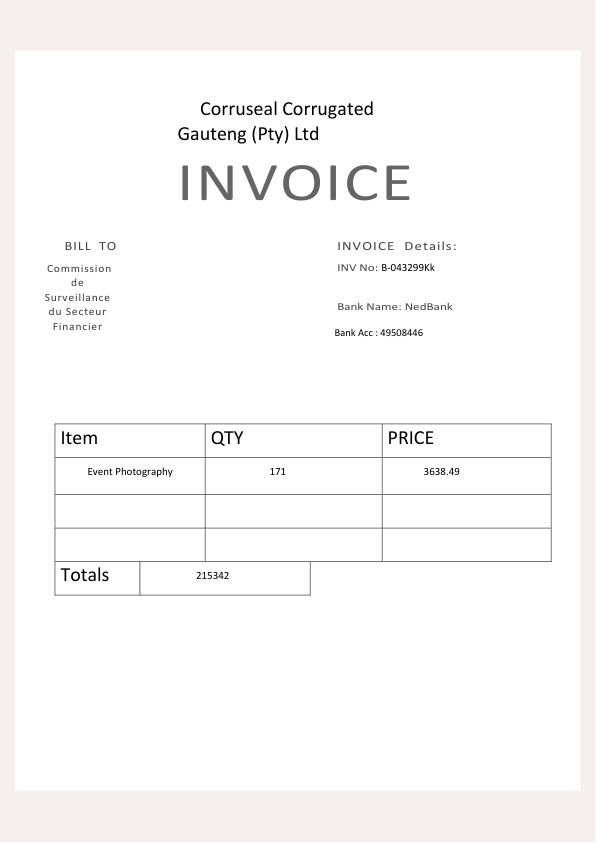 Corruseal Corrugated
Gauteng (Pty) Ltd
INVOICE
BILL TO
Commission
de
Surveillance
du Secteur
Financier
INVOICE Details:
INV No: B-043299Kk
Bank Name: NedBank
Bank Acc : 49508446
Item QTY PRICE
Event Photography 171 3638.49
Totals 215342